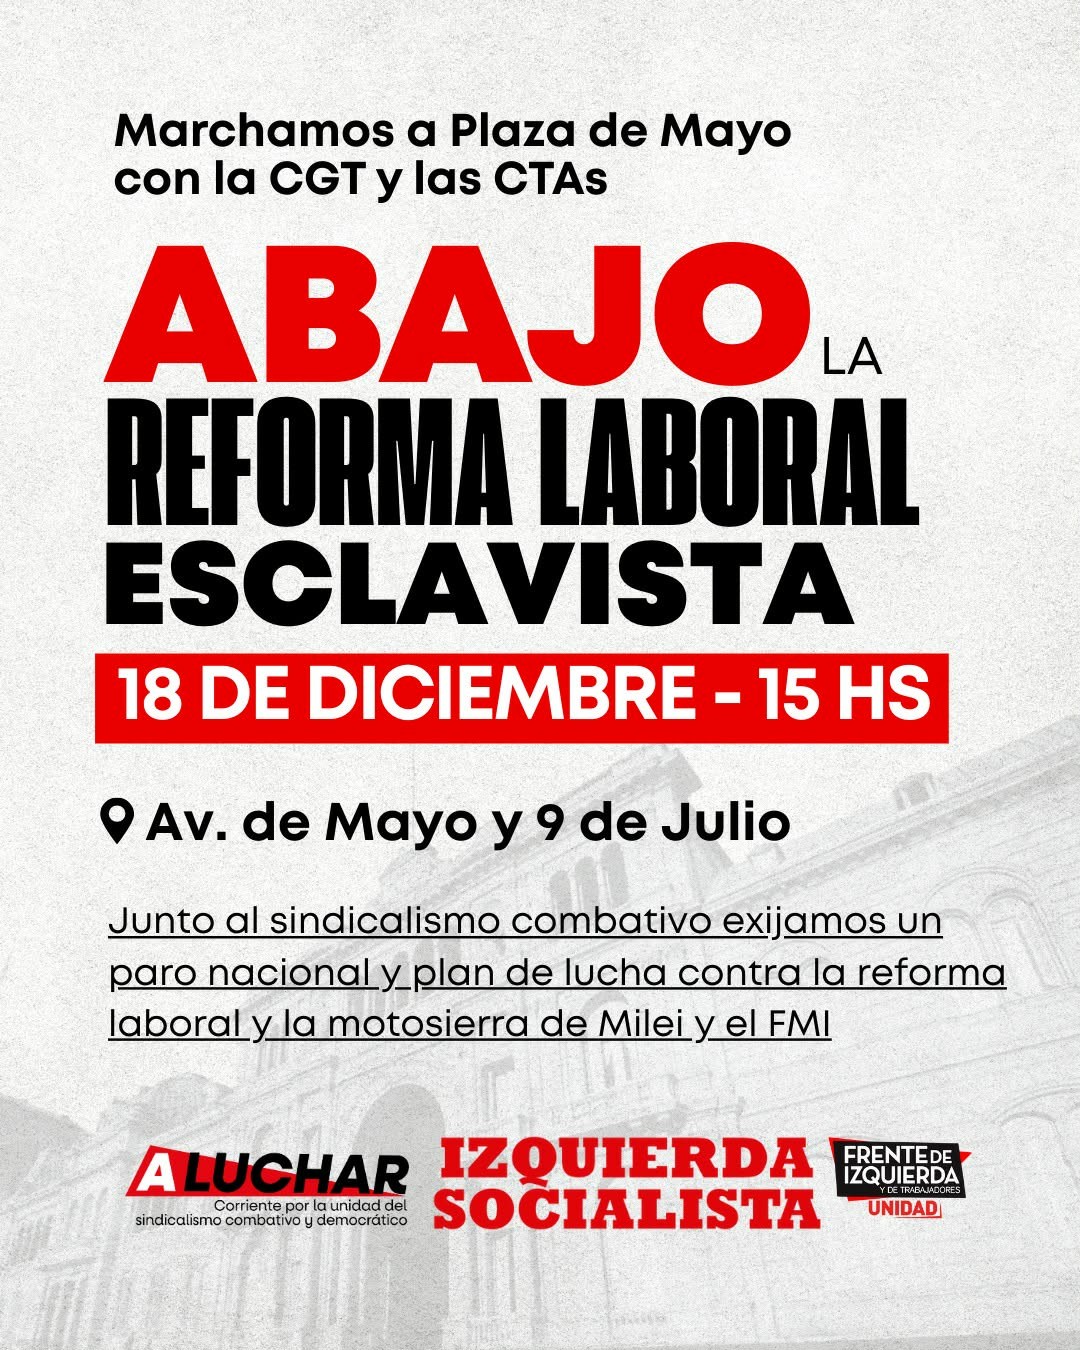 Marchamos a Plaza de Mayo
con la CGT y las CTAs
ABAJO LA
REFORMA LABORAL
ESCLAVISTA
18 DE DICIEMBRE - 15 HS
Av. de Mayo y 9 de Julio
Junto al sindicalismo combativo exijamos un
paro nacional y plan de lucha contra la reforma
laboral y la motosierra de Milei y el FMI
A LUCHAR
Corriente por la unidad del
sindicalismo combativo y democrático
IZQUIERDA
SOCIALISTA
FRENTE DE
IZQUIERDA
Y DE TRABAJADORES
UNIDAD